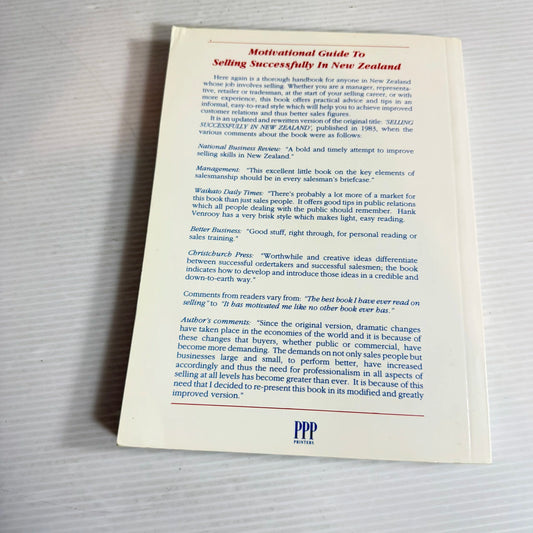 Motivational Guide To
Selling Successfully In New Zealand
Here again is a thorough handbook for anyone in New Zealand
whose job involves selling. Whether you are a manager, representa-
tive, retailer or tradesman, at the start of your selling career, or with
more experience, this book offers practical advice and tips in an
informal, easy-to-read style which will help you to achieve improved
customer relations and thus better sales figures.
It is an updated and rewritten version of the original title: 'SELLING
SUCCESSFULLY IN NEW ZEALAND', published in 1983, when the
various comments about the book were as follows:
National Business Review: "A bold and timely attempt to improve
selling skills in New Zealand."
Management: "This excellent little book on the key elements of
salesmanship should be in every salesman's briefcase."
Waikato Daily Times: "There's probably a lot more of a market for
this book than just sales people. It offers good tips in public relations
which all people dealing with the public should remember. Hank
Venrooy has a very brisk style which makes light, easy reading.
Better Business: "Good stuff, right through, for personal reading or
sales training."
Christchurch Press: "Worthwhile and creative ideas differentiate
between successful ordertakers and successful salesmen; the book
indicates how to develop and introduce those ideas in a credible and
down-to-earth way."
Comments from readers vary from: "The best book I have ever read on
selling" to "It has motivated me like no other book ever has."
Author's comments: "Since the original version, dramatic changes
have taken place in the economies of the world and it is because of
these changes that buyers, whether public or commercial, have
become more demanding. The demands on not only sales people but
businesses large and small, to perform better, have increased
accordingly and thus the need for professionalism in all aspects of
selling at all levels has become greater than ever. It is because of this
need that I decided to re-present this book in its modified and greatly
improved version."
PPP
PRINTERS